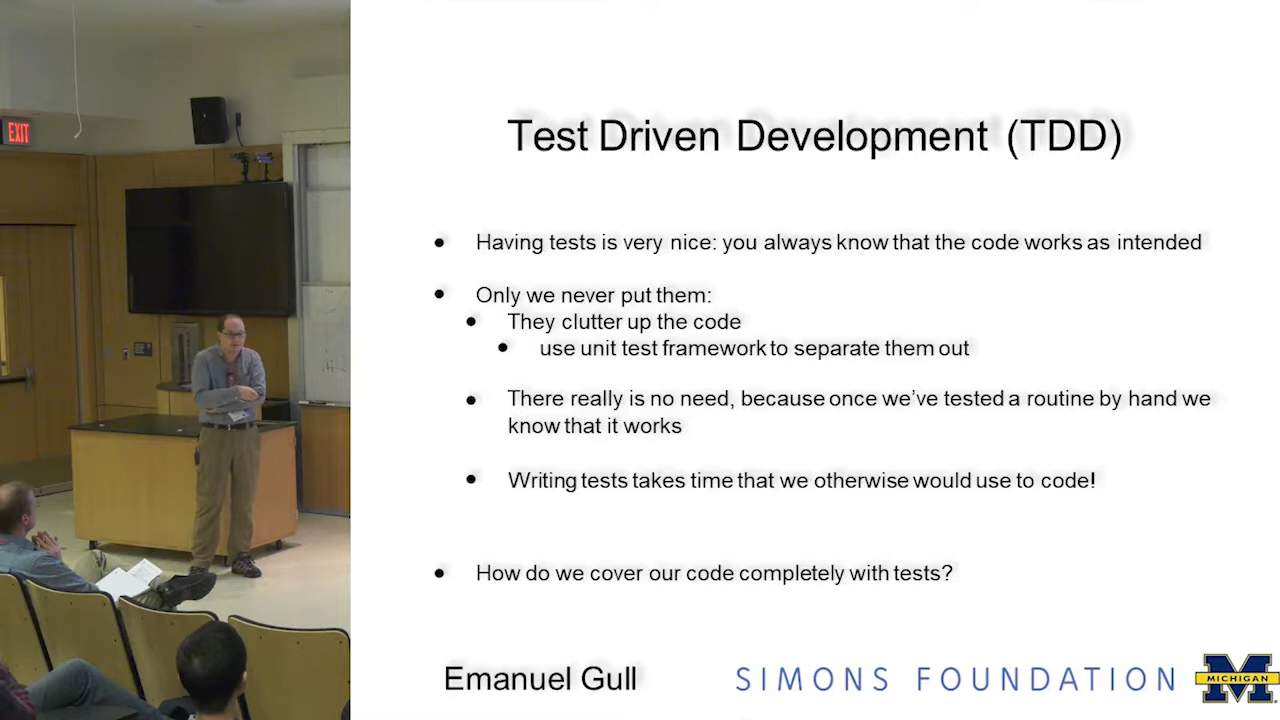 EXIT
Test Driven Development (TDD)
Having tests is very nice: you always know that the code works as intended
Only we never put them:
They clutter up the code
use unit test framework to separate them out
There really is no need, because once we've tested a routine by hand we
know that it works
Writing tests takes time that we otherwise would use to code!
How do we cover our code completely with tests?
Emanuel Gull
SIMONS FOUNDATION
M
MICHIGAN